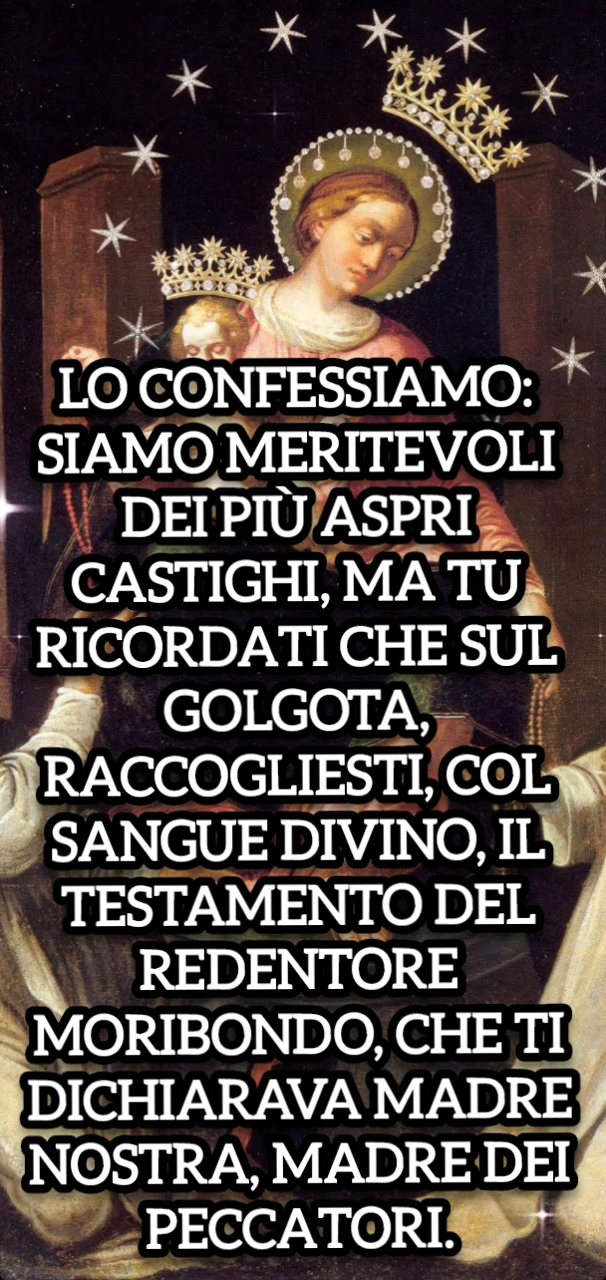 LO CONFESSIAMO:
SIAMO MERITEVOLI
DEI PIÙ ASPRI
CASTIGHI, MA TU
RICORDATI CHE SUL
GOLGOTA,
RACCOGLIESTI, COL
SANGUE DIVINO, IL
TESTAMENTO DEL
REDENTORE
MORIBONDO, CHE TI
DICHIARAVA MADRE
NOSTRA, MADRE DEI
PECCATORI.